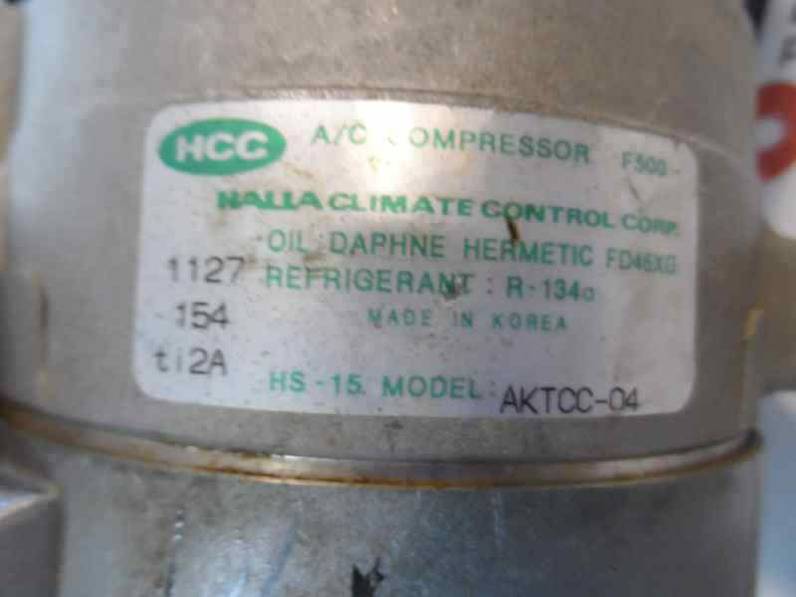 HCC A/C COMPRESSOR F500-
HALLA CLIMATE CONTROL CORP.
OIL : DAPHNE HERMETIC FD46XG
1127 REFRIGERANT : R-134a
154 MADE IN KOREA
ti2A
HS-15 MODEL: AKTCC-04